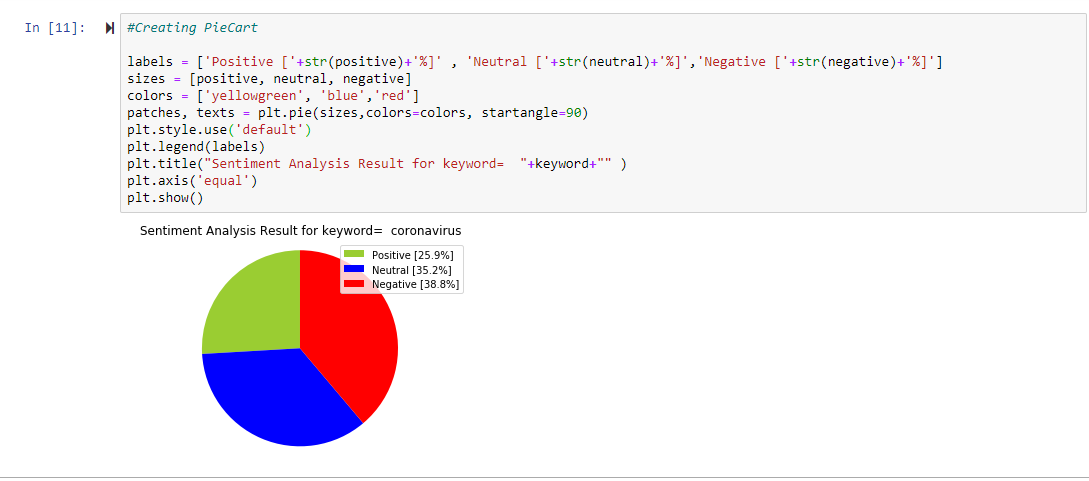 In [11]:
#Creating PieCart
labels = ['Positive ['+str(positive)+'%]' , 'Neutral ['+str(neutral)+'%]','Negative ['+str(negative)+'%]']
sizes = [positive, neutral, negative]
colors = ['yellowgreen', 'blue','red']
patches, texts = plt.pie(sizes,colors=colors, startangle=90)
plt.style.use('default')
plt.legend(labels)
plt.title("Sentiment Analysis Result for keyword=  "+keyword+"" )
plt.axis('equal')
plt.show()
Sentiment Analysis Result for keyword=  coronavirus
Positive [25.9%]
Neutral [35.2%]
Negative [38.8%]